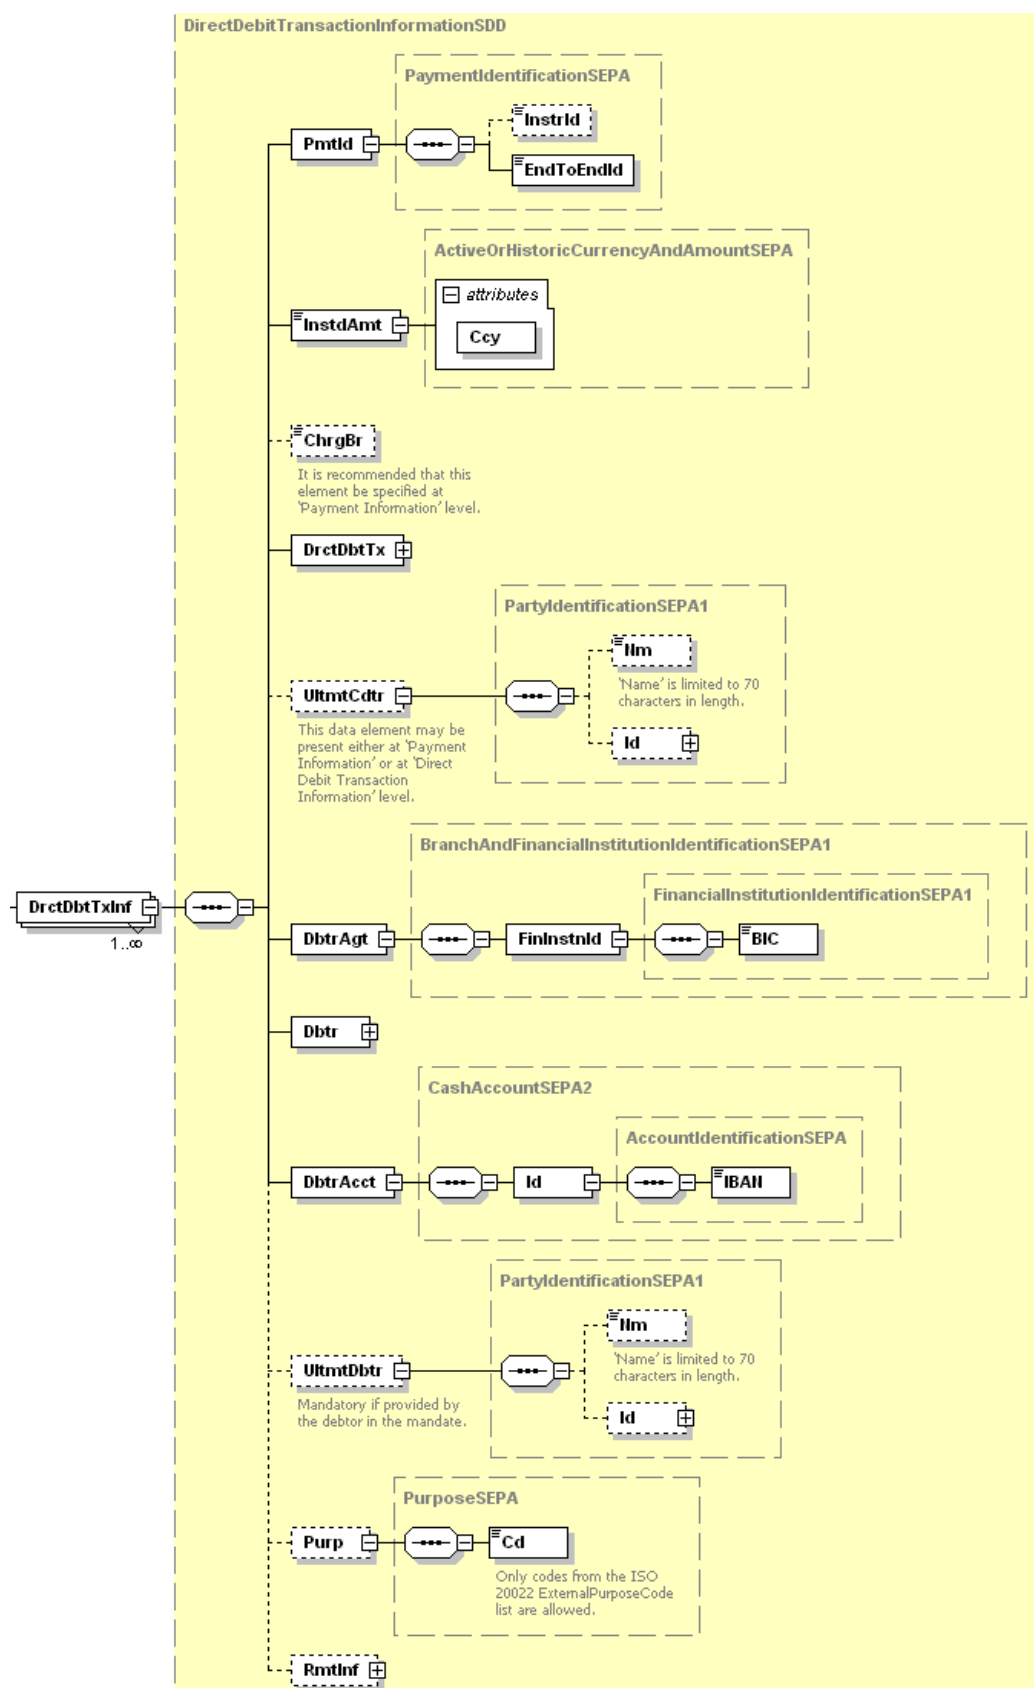 DirectDebitTransactionInformationSDD
PaymentIdentificationSEPA
InstrId
PmtId
EndToEndId
ActiveOrHistoricCurrencyAndAmountSEPA
attributes
InstdAmt
Ccy
ChrgBr
It is recommended that this
element be specified at
'Payment Information' level.
DrctDbtTx
PartyIdentificationSEPA1
Nm
'Name' is limited to 70
characters in length.
UltmtCdtr
This data element may be
present either at 'Payment
Information' or at 'Direct
Debit Transaction
Information' level.
Id
BranchAndFinancialInstitutionIdentificationSEPA1
FinancialInstitutionIdentificationSEPA1
DrctDbtTxInf
1..∞
DbtrAgt
FinInstnId
BIC
Dbtr
CashAccountSEPA2
AccountIdentificationSEPA
DbtrAcct
Id
IBAN
PartyIdentificationSEPA1
Nm
'Name' is limited to 70
characters in length.
UltmtDbtr
Mandatory if provided by
the debtor in the mandate.
Id
PurposeSEPA
Purp
Cd
Only codes from the ISO
20022 ExternalPurposeCode
list are allowed.
RmtInf